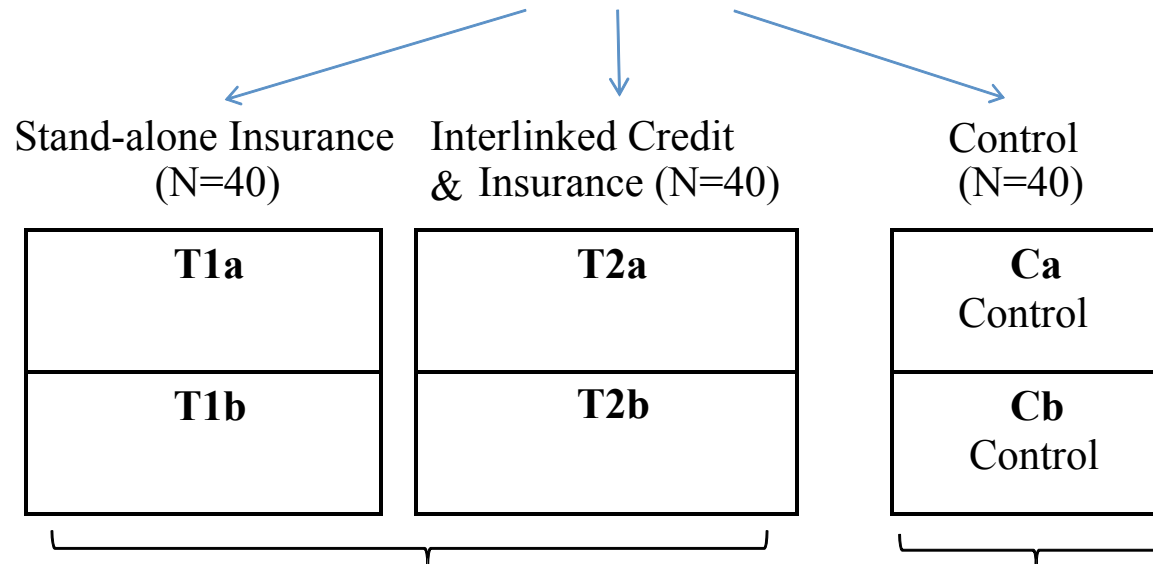 Stand-alone Insurance
(N=40)
Interlinked Credit
& Insurance (N=40)
Control
(N=40)
T1a
T2a
Ca
Control
T1b
T2b
Cb
Control